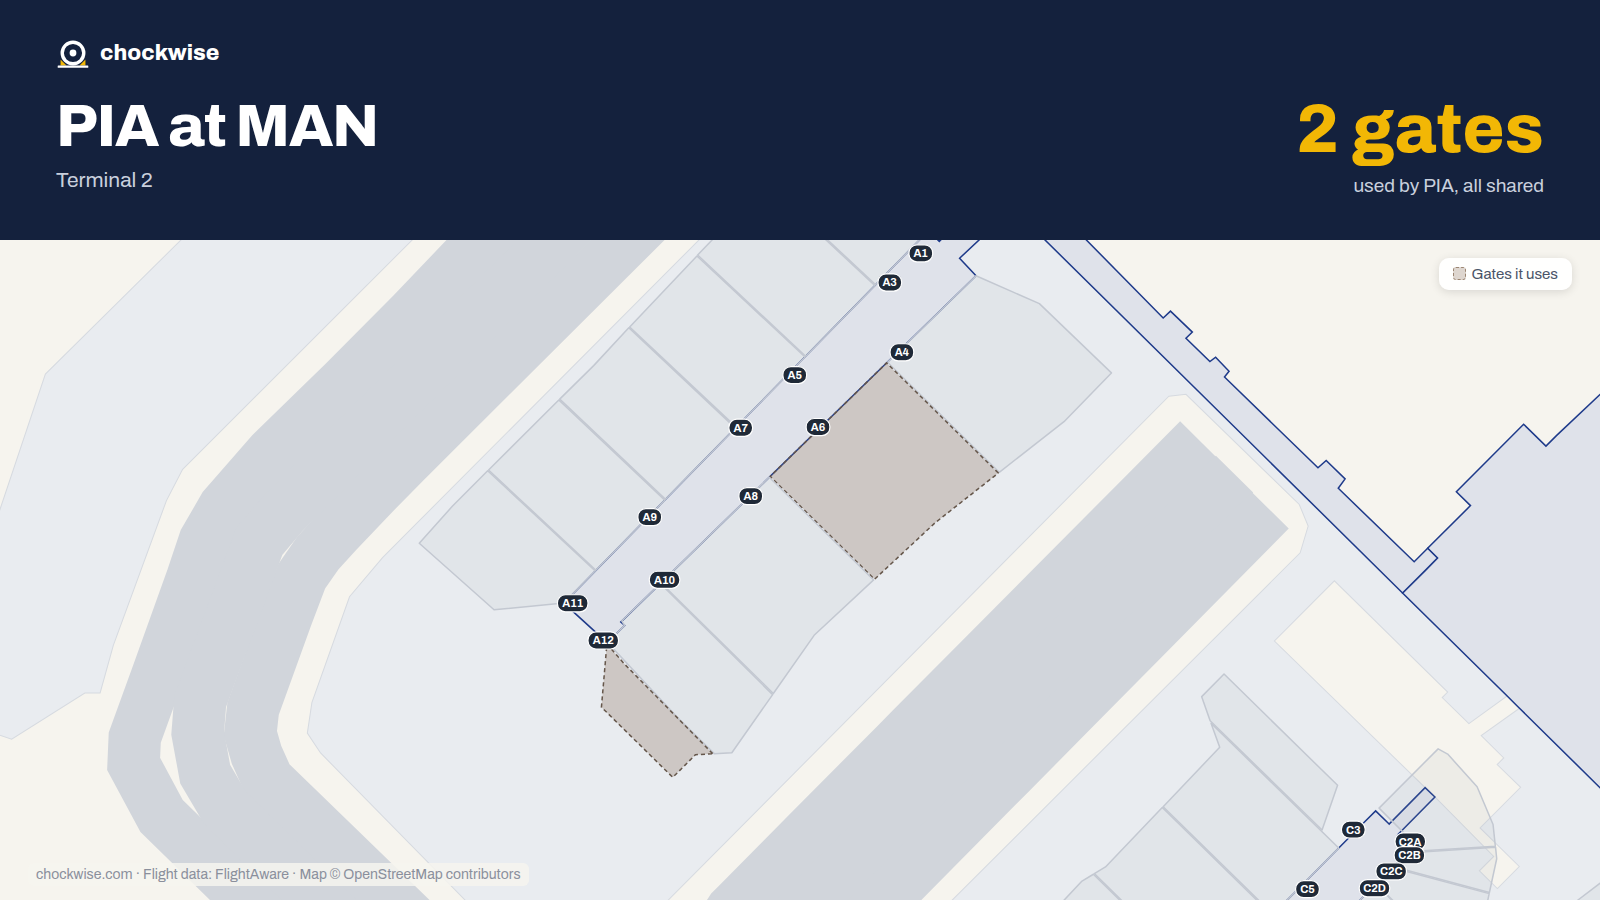 chockwise
PIA at MAN
Terminal 2
2 gates
used by PIA, all shared
Gates it uses
A1
A3
A4
A5
A6
A7
A8
A9
A10
A11
A12
C3
C2A
C2B
C2C
C2D
C5
chockwise.com · Flight data: FlightAware · Map © OpenStreetMap contributors